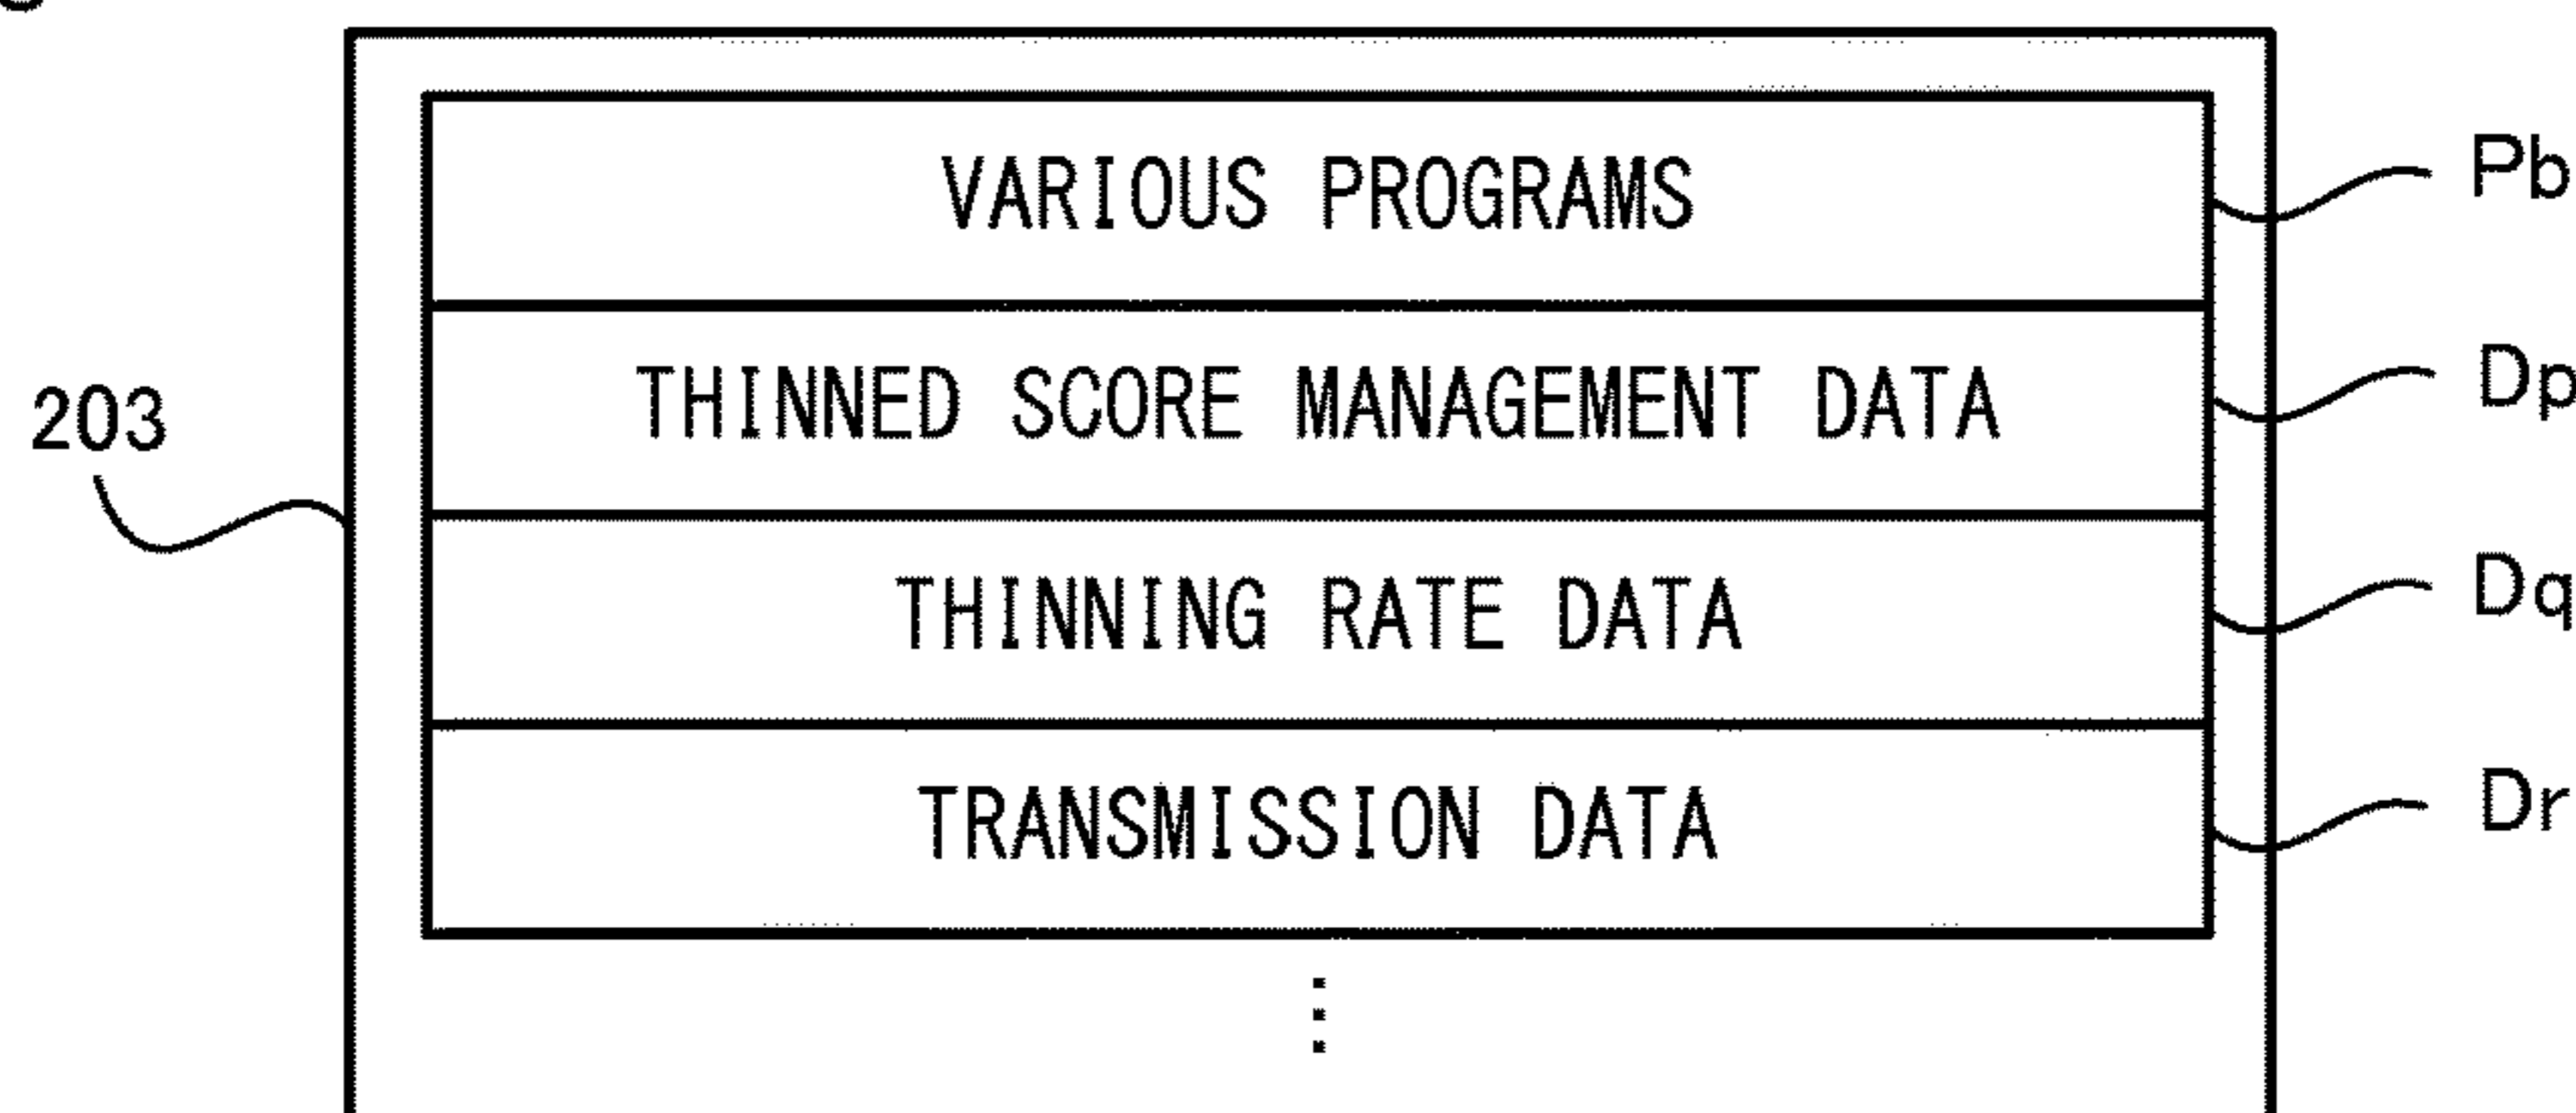 VARIOUS PROGRAMS Pb
THINNED SCORE MANAGEMENT DATA Dp
203
THINNING RATE DATA Dq
TRANSMISSION DATA Dr